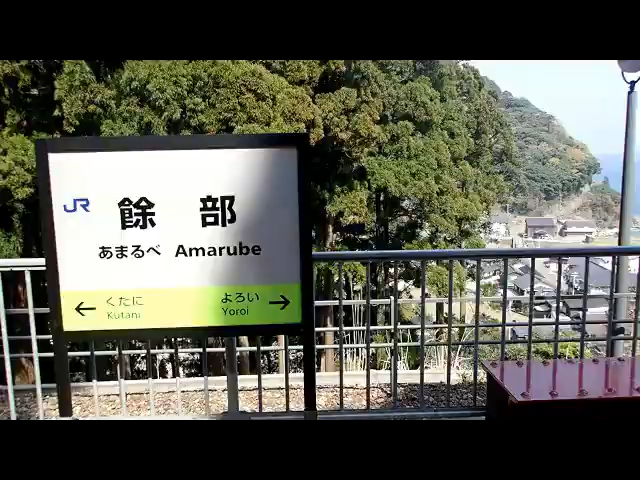 JR
餘部
あまるべ Amarube
← くたに よろい →
Kutani Yoroi